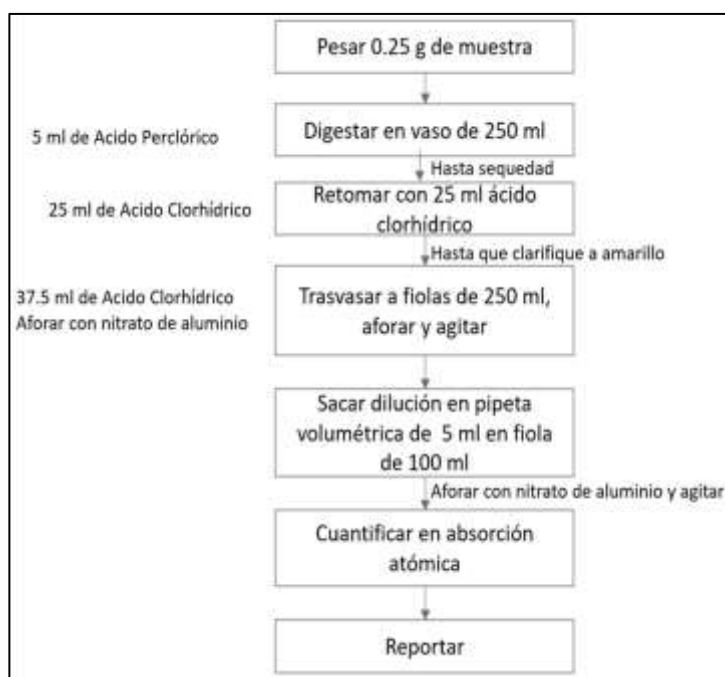 Pesar 0.25 g de muestra
5 ml de Acido Perclórico
Digestar en vaso de 250 ml
Hasta sequedad
25 ml de Acido Clorhídrico
Retomar con 25 ml ácido
clorhídrico
Hasta que clarifique a amarillo
37.5 ml de Acido Clorhídrico
Aforar con nitrato de aluminio
Trasvasar a fiolas de 250 ml,
aforar y agitar
Sacar dilución en pipeta
volumétrica de 5 ml en fiola
de 100 ml
Aforar con nitrato de aluminio y agitar
Cuantificar en absorción
atómica
Reportar